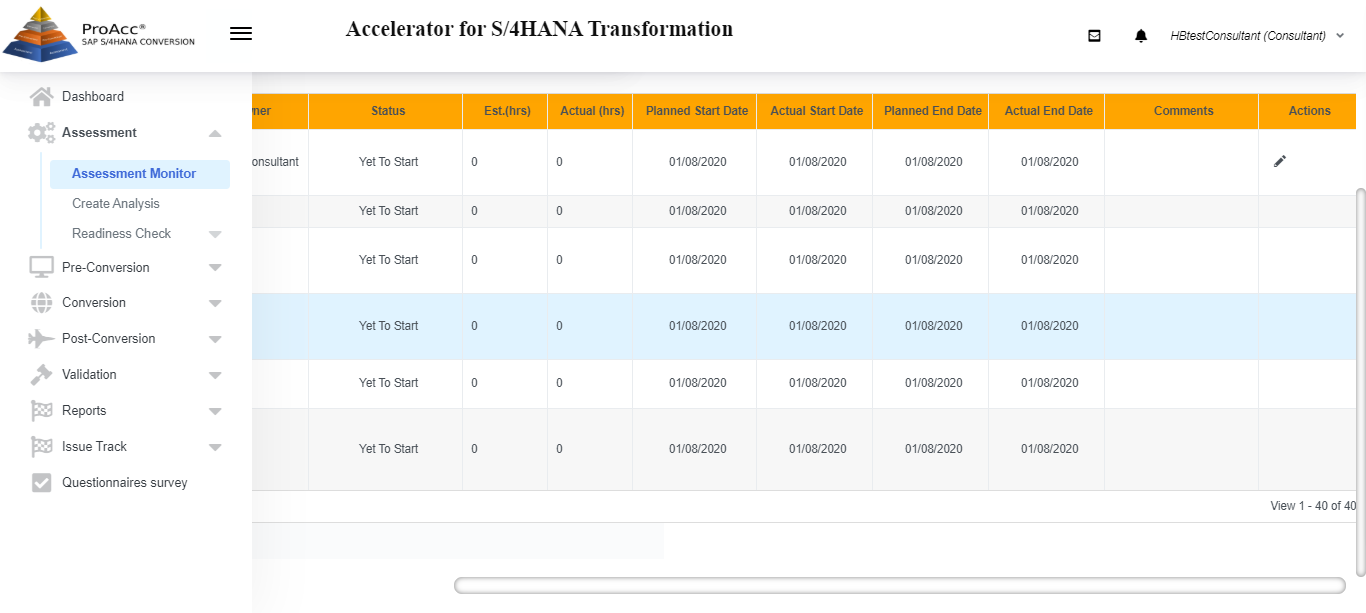 ProAcc®
SAP S/4HANA CONVERSION
Accelerator for S/4HANA Transformation
HBtestConsultant (Consultant)
Dashboard
Assessment
Assessment Monitor
Create Analysis
Readiness Check
Pre-Conversion
Conversion
Post-Conversion
Validation
Reports
Issue Track
Questionnaires survey
ner Status Est.(hrs) Actual (hrs) Planned Start Date Actual Start Date Planned End Date Actual End Date Comments Actions
onsultant Yet To Start 0 0 01/08/2020 01/08/2020 01/08/2020 01/08/2020
Yet To Start 0 0 01/08/2020 01/08/2020 01/08/2020 01/08/2020
Yet To Start 0 0 01/08/2020 01/08/2020 01/08/2020 01/08/2020
Yet To Start 0 0 01/08/2020 01/08/2020 01/08/2020 01/08/2020
Yet To Start 0 0 01/08/2020 01/08/2020 01/08/2020 01/08/2020
Yet To Start 0 0 01/08/2020 01/08/2020 01/08/2020 01/08/2020
View 1 - 40 of 40